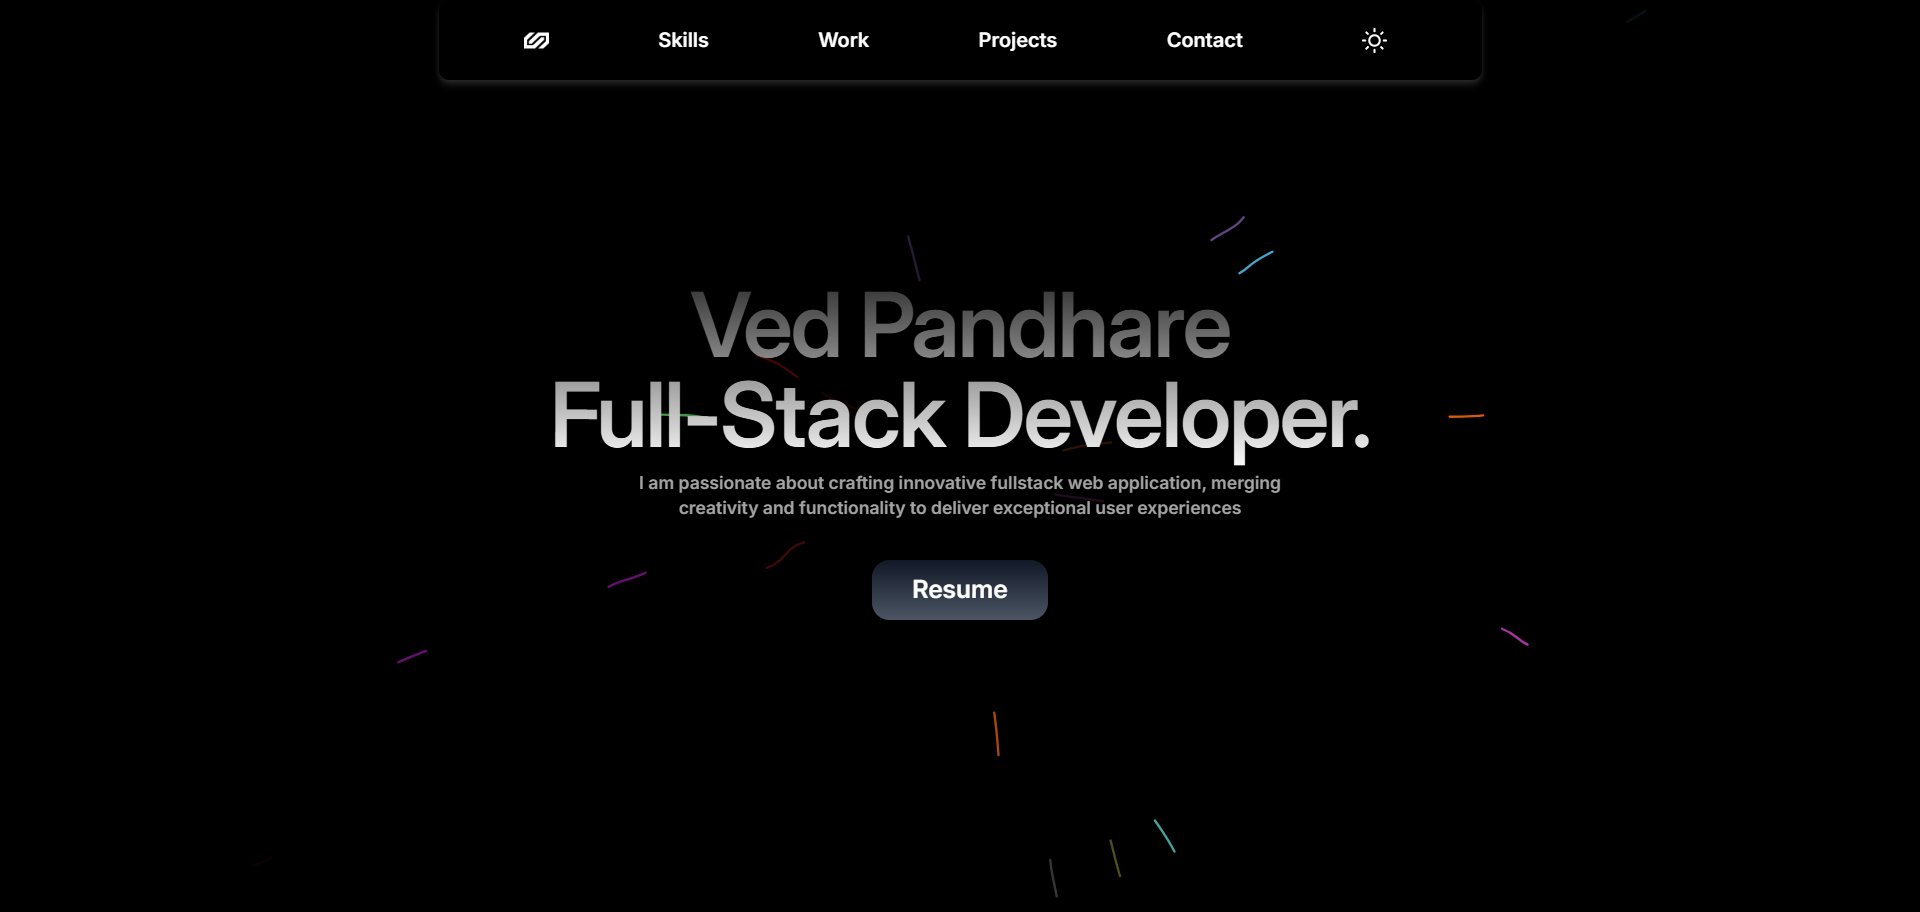 Skills Work Projects Contact
Ved Pandhare
Full-Stack Developer.
I am passionate about crafting innovative fullstack web application, merging
creativity and functionality to deliver exceptional user experiences
Resume